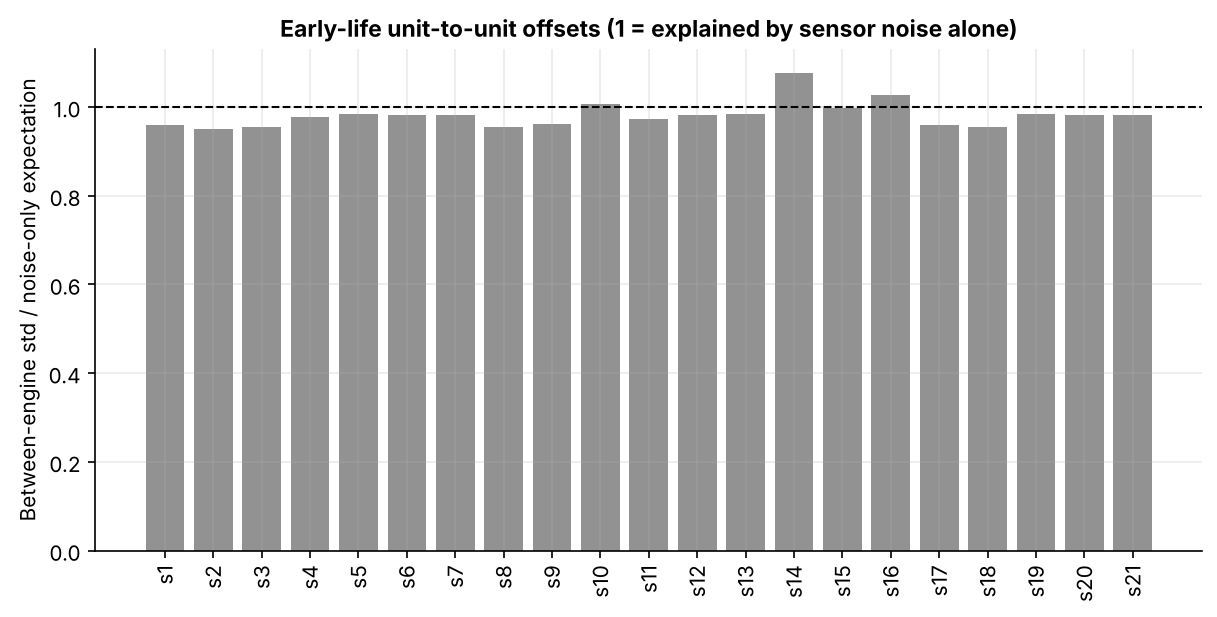 Early-life unit-to-unit offsets (1 = explained by sensor noise alone)
Between-engine std / noise-only expectation
1.0
0.8
0.6
0.4
0.2
0.0
s1 s2 s3 s4 s5 s6 s7 s8 s9 s10 s11 s12 s13 s14 s15 s16 s17 s18 s19 s20 s21